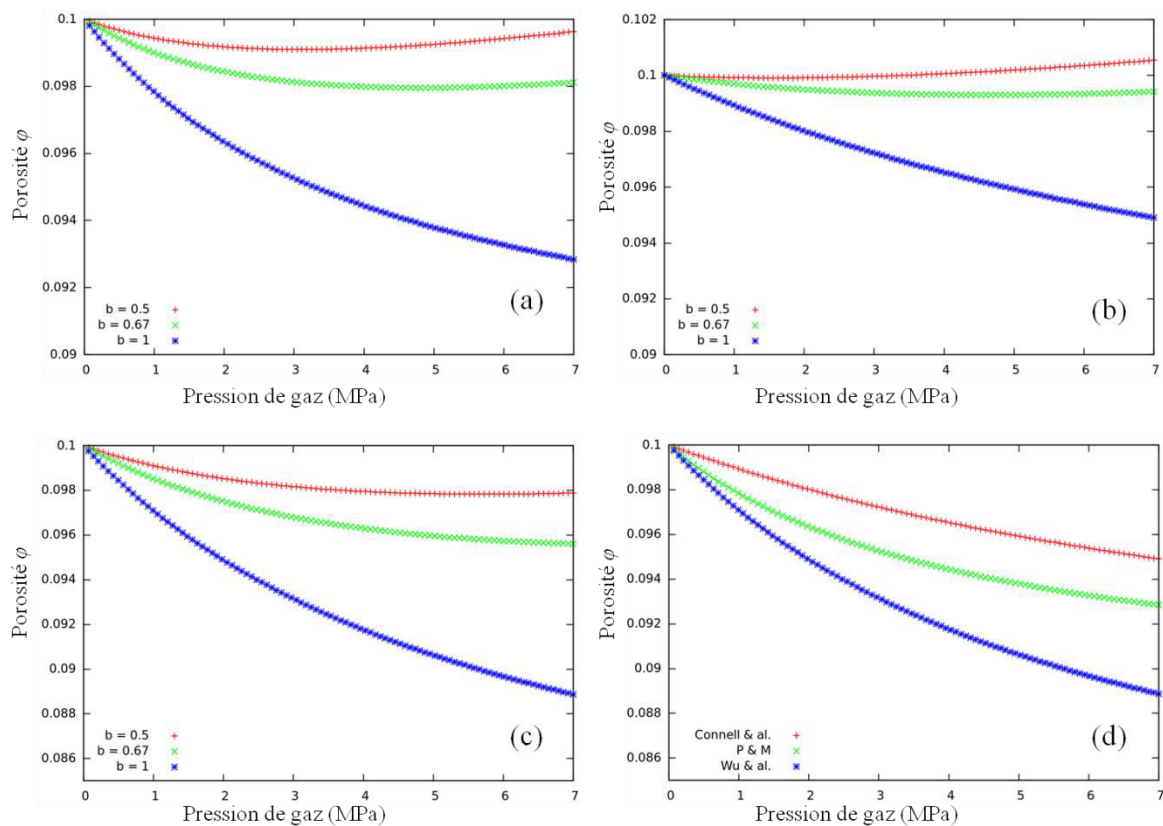 0.1
0.098
0.096
0.094
0.092
0.09
Porosité φ
b = 0.5
b = 0.67
b = 1
(a)
0 1 2 3 4 5 6 7
Pression de gaz (MPa)
0.102
0.1
0.098
0.096
0.094
0.092
0.09
Porosité φ
b = 0.5
b = 0.67
b = 1
(b)
0 1 2 3 4 5 6 7
Pression de gaz (MPa)
0.1
0.098
0.096
0.094
0.092
0.09
0.088
0.086
Porosité φ
b = 0.5
b = 0.67
b = 1
(c)
0 1 2 3 4 5 6 7
Pression de gaz (MPa)
0.1
0.098
0.096
0.094
0.092
0.09
0.088
0.086
Porosité φ
Connell & al.
P & M
Wu & al.
(d)
0 1 2 3 4 5 6 7
Pression de gaz (MPa)